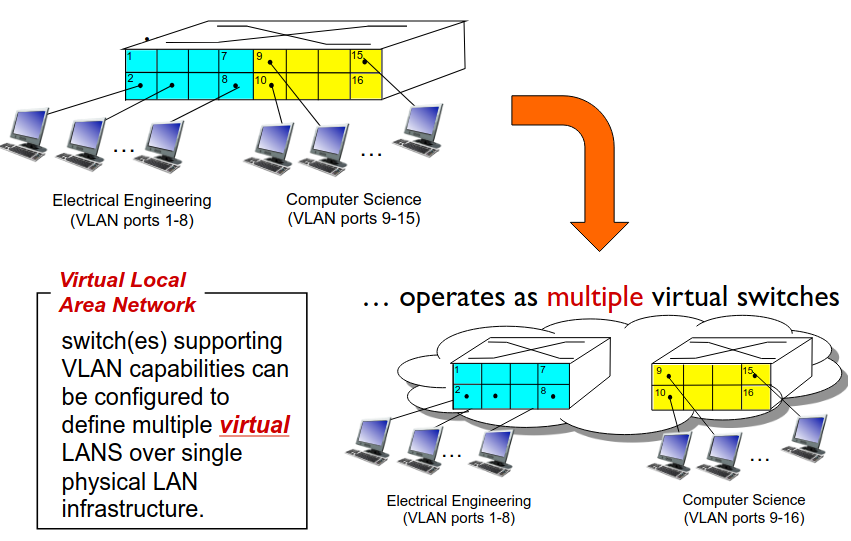 1 7 9 15
2 8 10 16
...
...
Electrical Engineering
(VLAN ports 1-8)
Computer Science
(VLAN ports 9-15)
Virtual Local
Area Network
switch(es) supporting
VLAN capabilities can
be configured to
define multiple virtual
LANS over single
physical LAN
infrastructure.
… operates as multiple virtual switches
1 7
2 8
9 15
10 16
...
...
Electrical Engineering
(VLAN ports 1-8)
Computer Science
(VLAN ports 9-16)